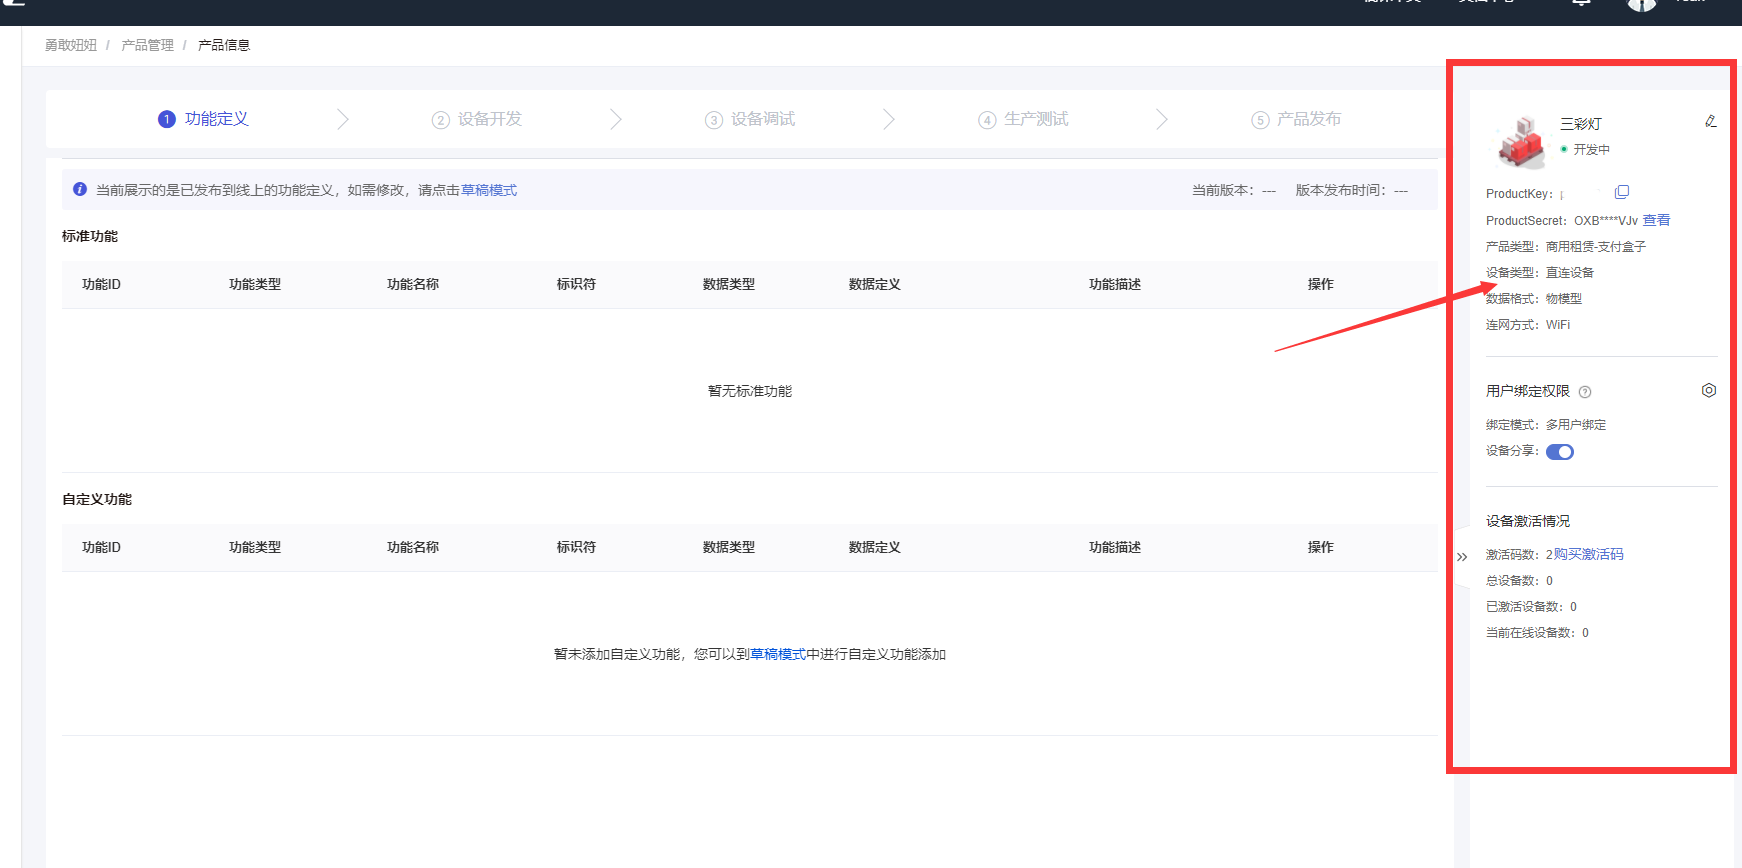 勇敢妞妞 / 产品管理 / 产品信息
1 功能定义
2 设备开发
3 设备调试
4 生产测试
5 产品发布
当前展示的是已发布到线上的功能定义，如需修改，请点击草稿模式
当前版本：--- 版本发布时间：---
标准功能
功能ID 功能类型 功能名称 标识符 数据类型 数据定义 功能描述 操作
暂无标准功能
自定义功能
功能ID 功能类型 功能名称 标识符 数据类型 数据定义 功能描述 操作
暂未添加自定义功能，您可以到草稿模式中进行自定义功能添加
三彩灯
开发中
ProductKey：
ProductSecret：OXB****VJv 查看
产品类型：商用租赁-支付盒子
设备类型：直连设备
数据格式：物模型
连网方式：WiFi
用户绑定权限
绑定模式：多用户绑定
设备分享：
设备激活情况
激活码数：2购买激活码
总设备数：0
已激活设备数：0
当前在线设备数：0